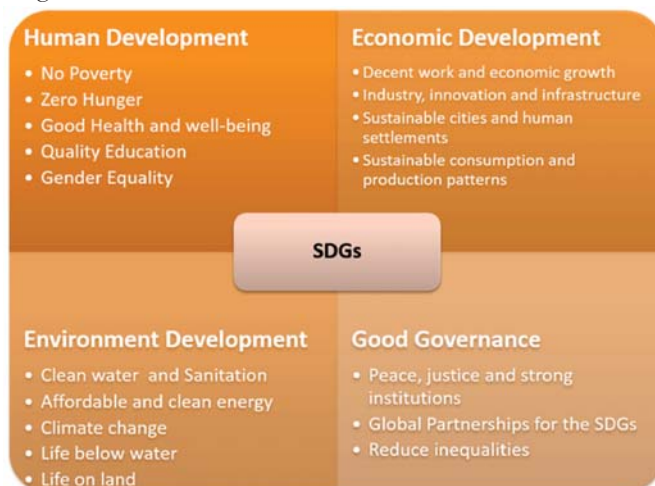 Human Development
• No Poverty
• Zero Hunger
• Good Health and well-being
• Quality Education
• Gender Equality
Economic Development
• Decent work and economic growth
• Industry, innovation and infrastructure
• Sustainable cities and human
settlements
• Sustainable consumption and
production patterns
SDGs
Environment Development
• Clean water and Sanitation
• Affordable and clean energy
• Climate change
• Life below water
• Life on land
Good Governance
• Peace, justice and strong
institutions
• Global Partnerships for the SDGs
• Reduce inequalities